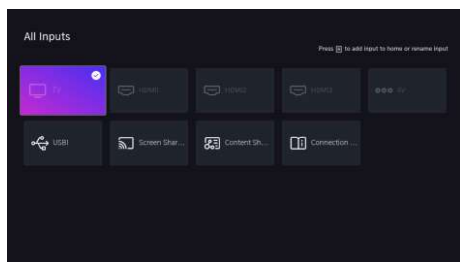 All Inputs
Press to add input to home or rename input
TV
HDMI1
HDMI2
HDMI3
AV
USB1
Screen Shar...
Content Sh...
Connection ...